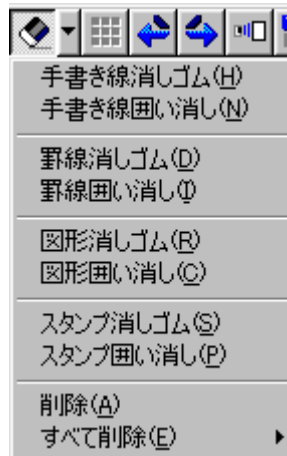 手書き線消しゴム(H)
手書き線囲い消し(N)
罫線消しゴム(D)
罫線囲い消し(I)
図形消しゴム(R)
図形囲い消し(C)
スタンプ消しゴム(S)
スタンプ囲い消し(P)
削除(A)
すべて削除(E)